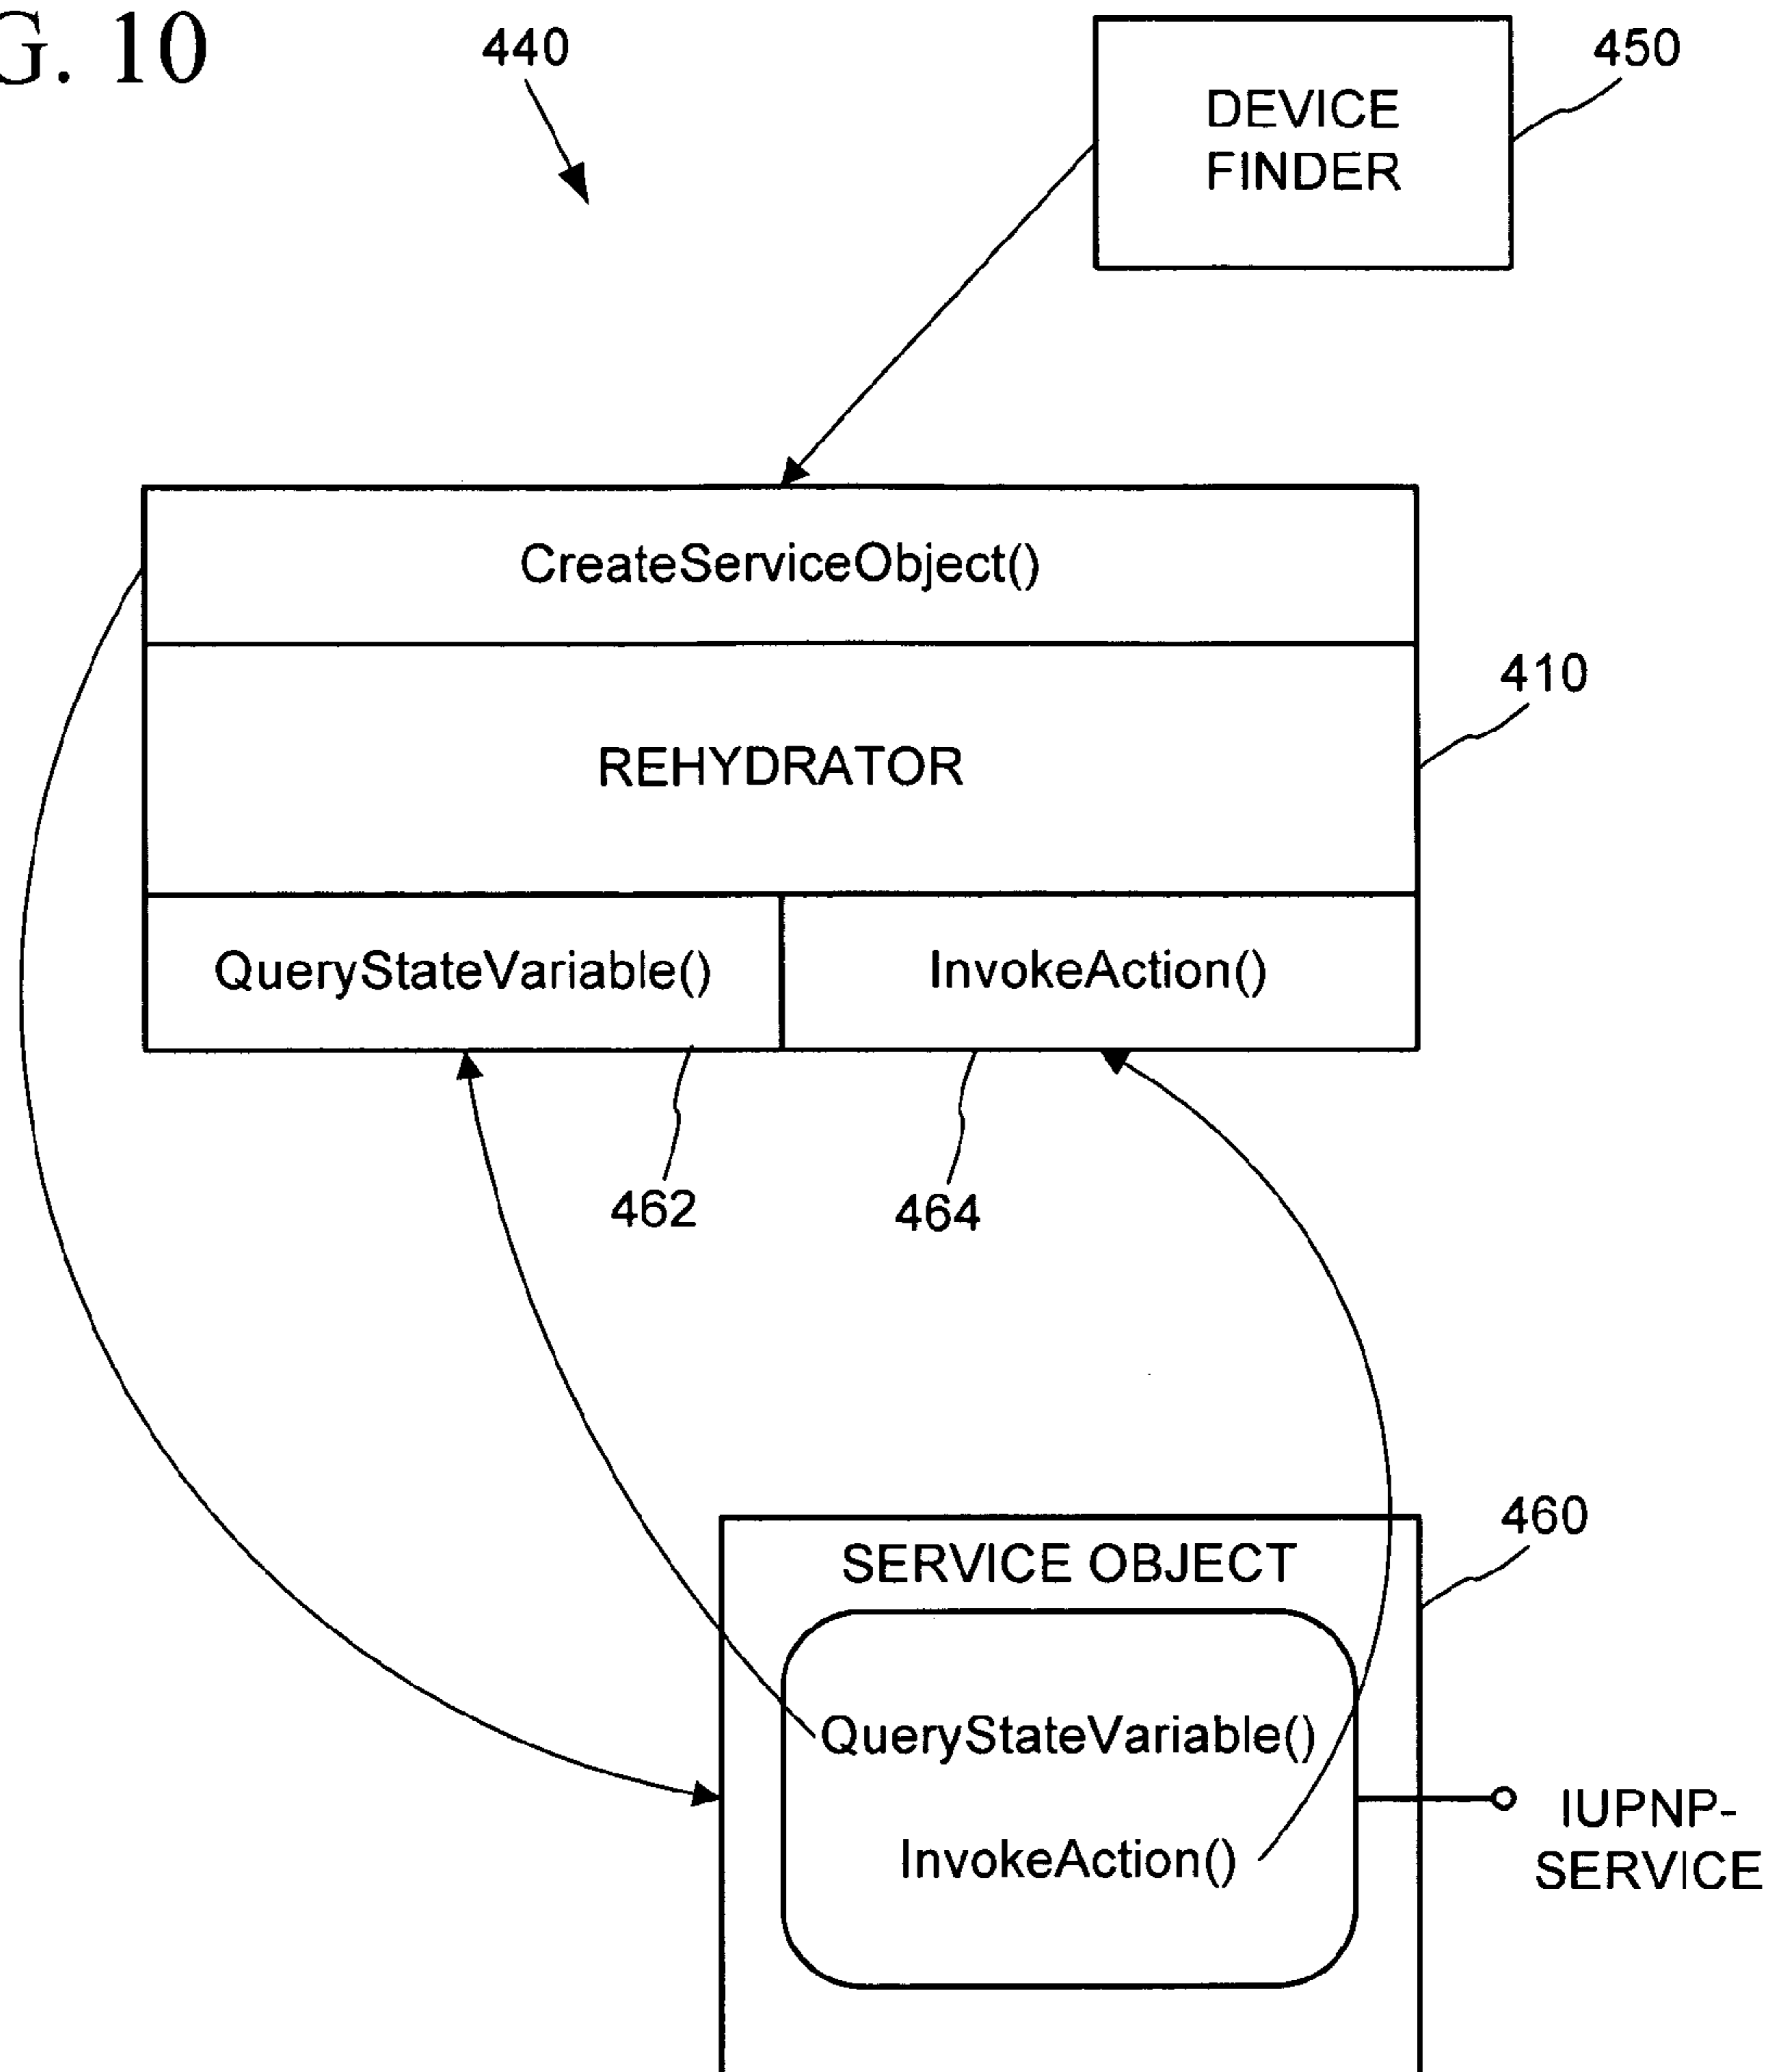 G. 10
440
450
DEVICE
FINDER
CreateServiceObject()
410
REHYDRATOR
QueryStateVariable()
InvokeAction()
462
464
460
SERVICE OBJECT
QueryStateVariable()
InvokeAction()
IUPNP-
SERVICE